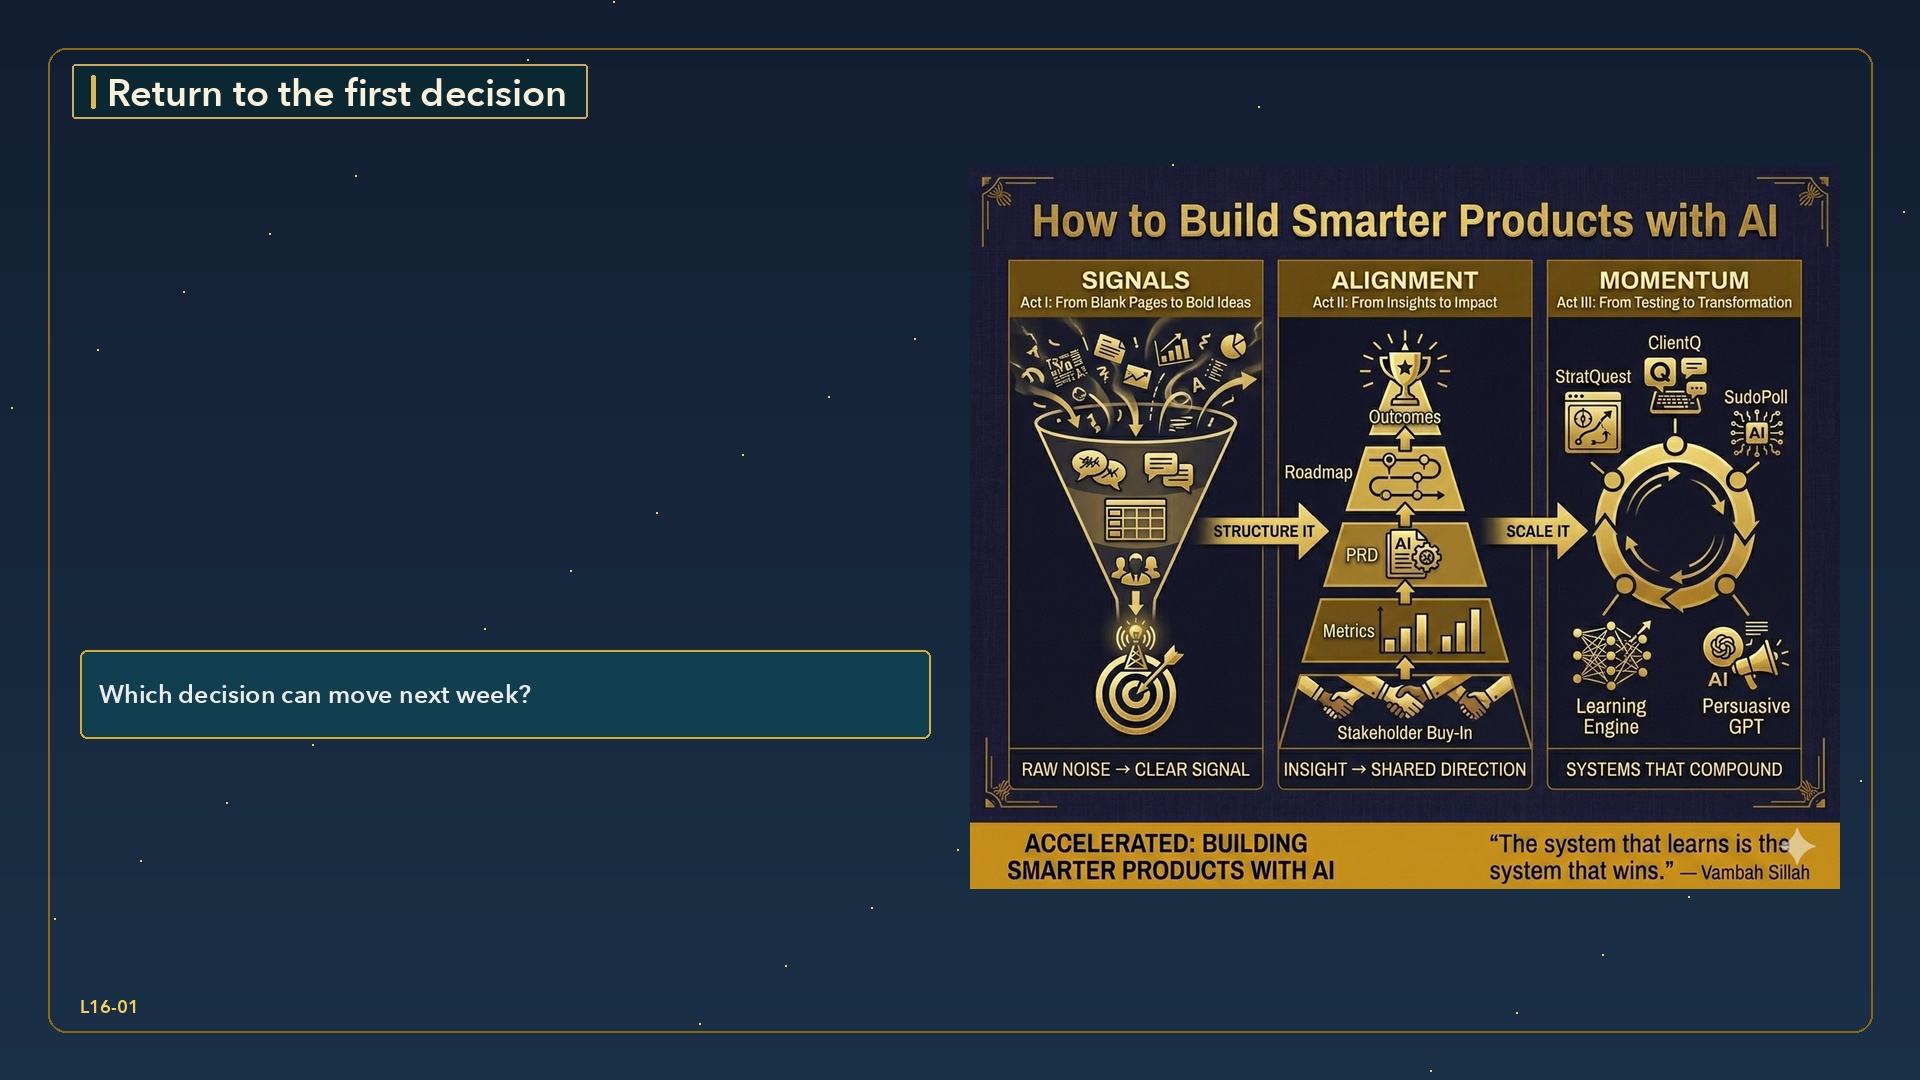 Return to the first decision
Which decision can move next week?
L16-01
How to Build Smarter Products with AI
SIGNALS
Act I: From Blank Pages to Bold Ideas
RAW NOISE → CLEAR SIGNAL
STRUCTURE IT
ALIGNMENT
Act II: From Insights to Impact
Outcomes
Roadmap
PRD
AI
Metrics
Stakeholder Buy-In
INSIGHT → SHARED DIRECTION
SCALE IT
MOMENTUM
Act III: From Testing to Transformation
ClientQ
Q
StratQuest
SudoPoll
AI
Learning
Engine
AI
Persuasive
GPT
SYSTEMS THAT COMPOUND
ACCELERATED: BUILDING
SMARTER PRODUCTS WITH AI
“The system that learns is the
system that wins.” — Vambah Sillah